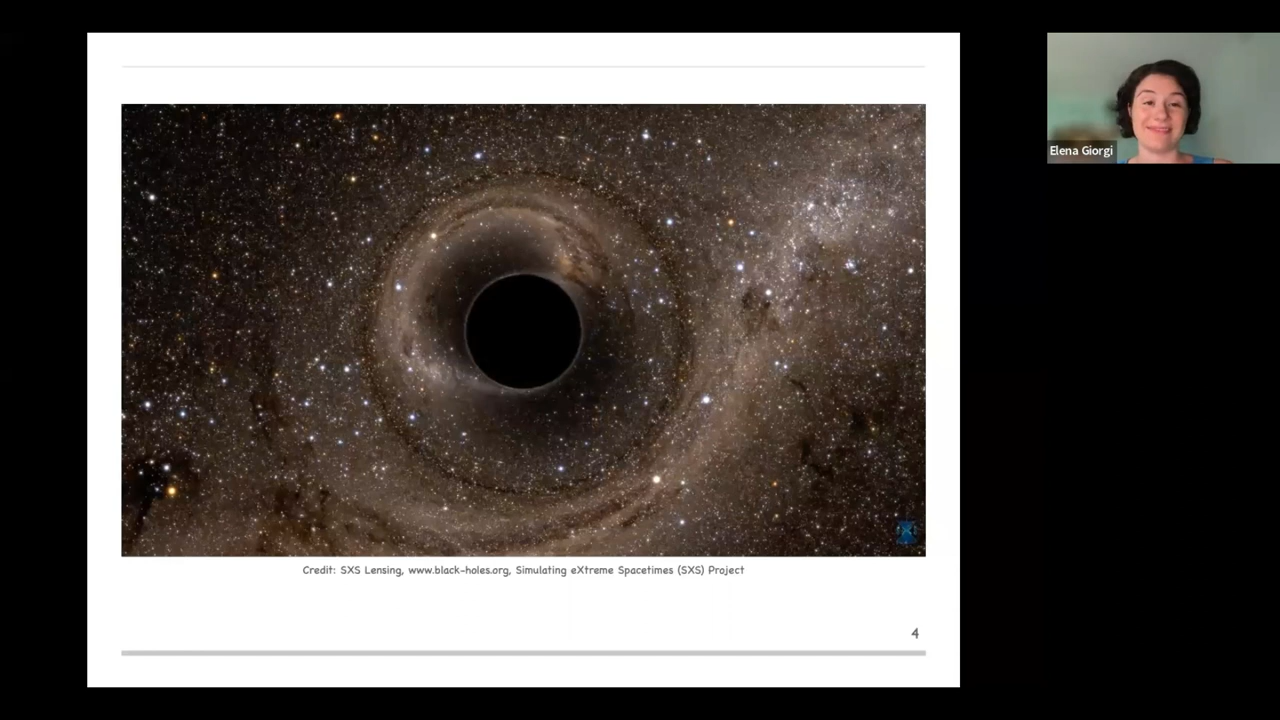 Elena Giorgi
Credit: SXS Lensing, www.black-holes.org, Simulating eXtreme Spacetimes (SXS) Project
4